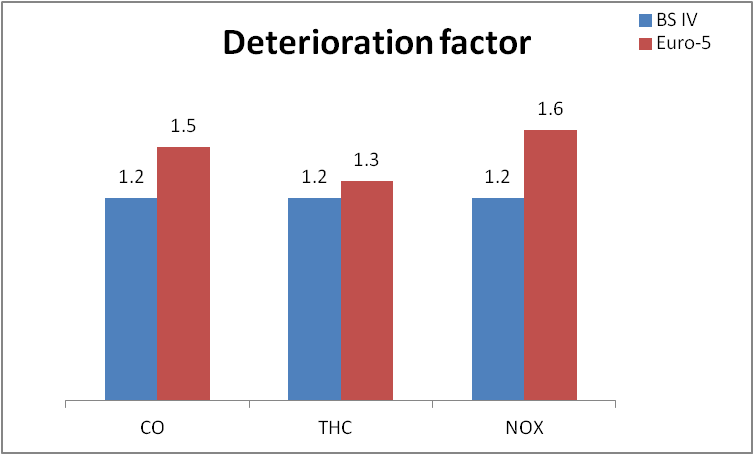 Deterioration factor
BS IV
Euro-5
1.2
1.5
1.2
1.3
1.2
1.6
CO
THC
NOX